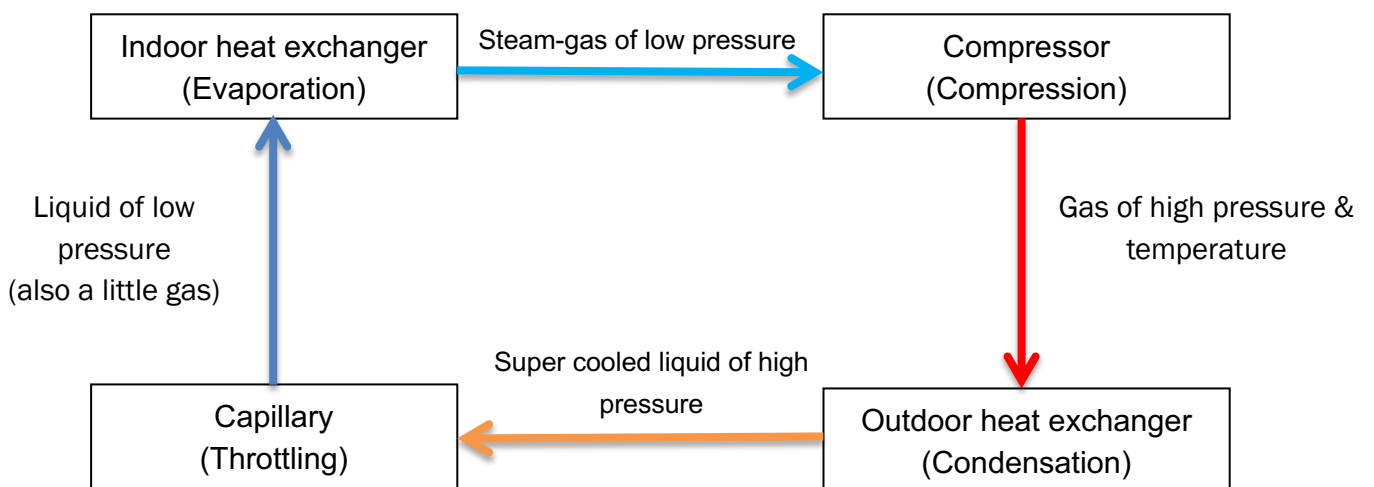 Indoor heat exchanger
(Evaporation)
Steam-gas of low pressure
Compressor
(Compression)
Liquid of low
pressure
(also a little gas)
Gas of high pressure &
temperature
Capillary
(Throttling)
Super cooled liquid of high
pressure
Outdoor heat exchanger
(Condensation)